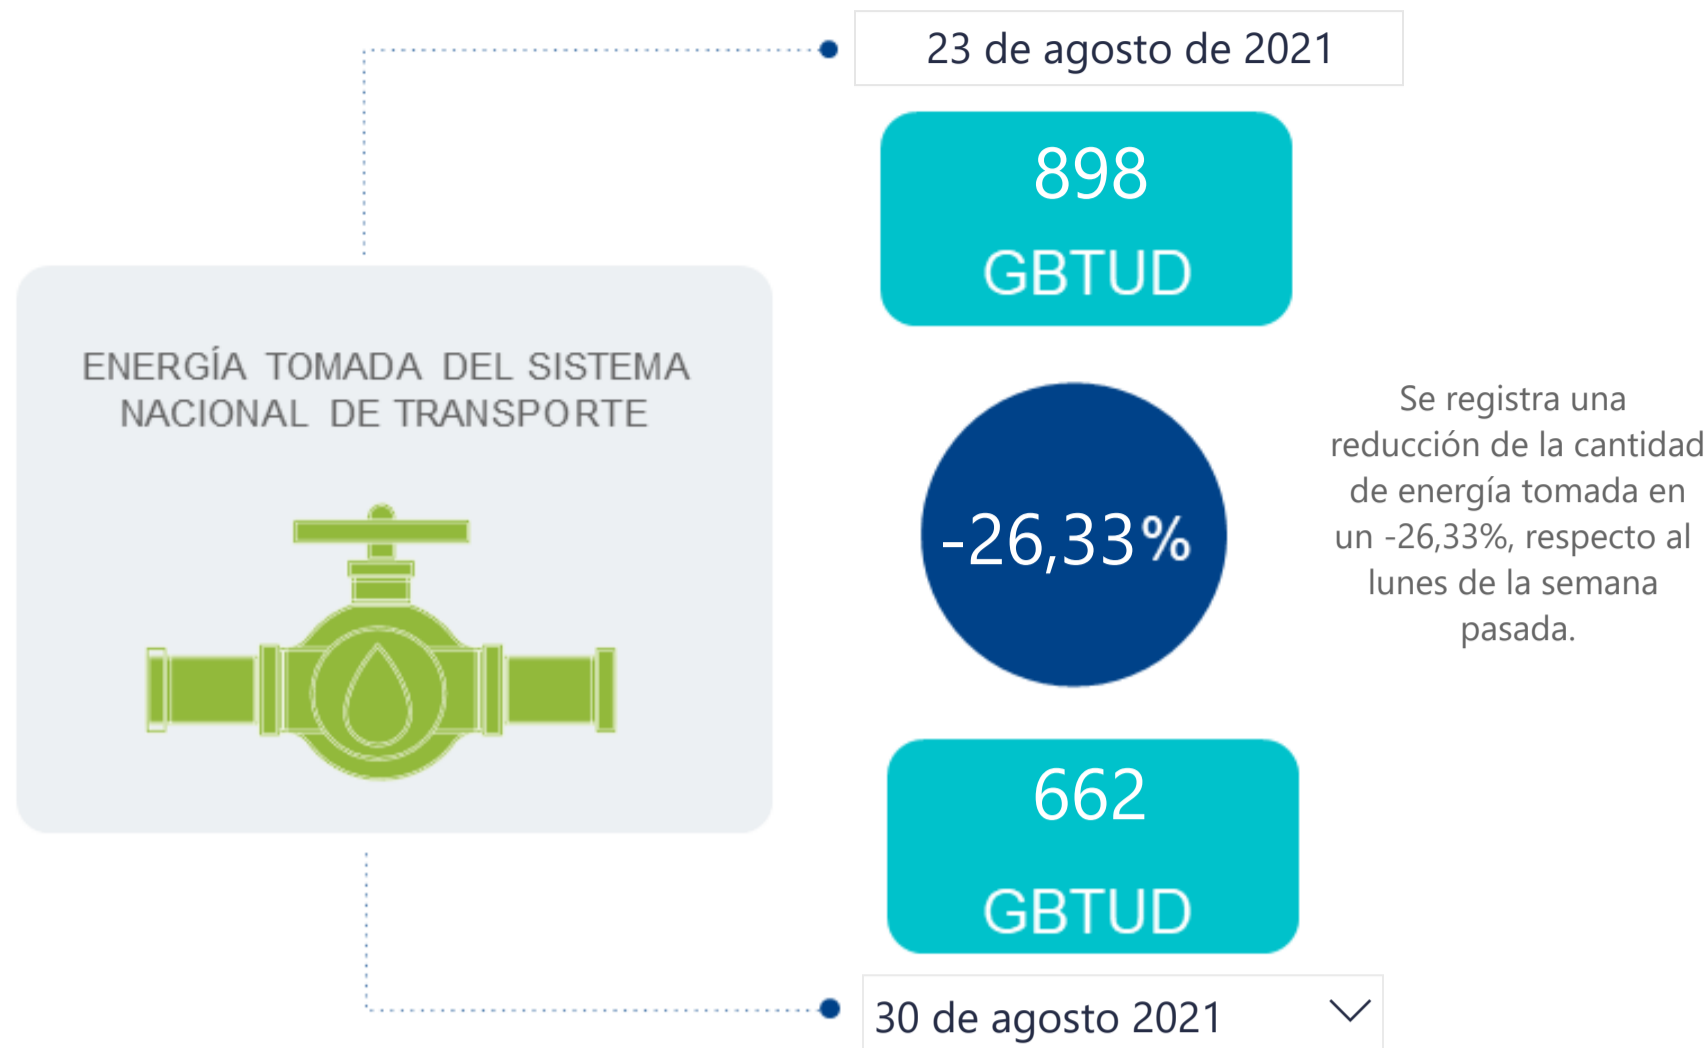 23 de agosto de 2021
898
GBTUD
ENERGÍA TOMADA DEL SISTEMA
NACIONAL DE TRANSPORTE
-26,33%
Se registra una
reducción de la cantidad
de energía tomada en
un -26,33%, respecto al
lunes de la semana
pasada.
662
GBTUD
30 de agosto 2021